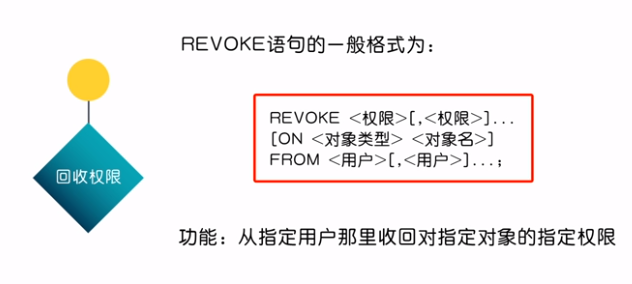 REVOKE语句的一般格式为：
回收权限
REVOKE <权限>[,<权限>]...
[ON <对象类型> <对象名>]
FROM <用户>[,<用户>]...;
功能：从指定用户那里收回对指定对象的指定权限